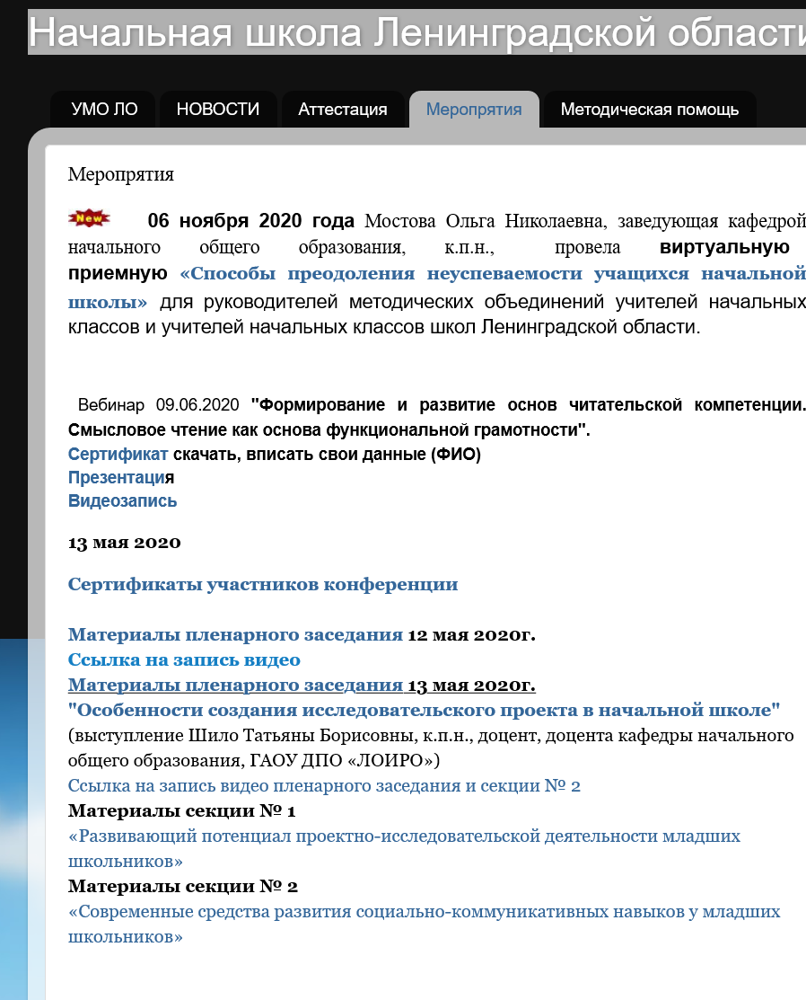 Начальная школа Ленинградской области
УМО ЛО НОВОСТИ Аттестация Меропрятия Методическая помощь
Меропрятия
New 06 ноября 2020 года Мостова Ольга Николаевна, заведующая кафедрой
начального общего образования, к.п.н., провела виртуальную
приемную «Способы преодоления неуспеваемости учащихся начальной
школы» для руководителей методических объединений учителей начальных
классов и учителей начальных классов школ Ленинградской области.
Вебинар 09.06.2020 "Формирование и развитие основ читательской компетенции.
Смысловое чтение как основа функциональной грамотности".
Сертификат скачать, вписать свои данные (ФИО)
Презентация
Видеозапись
13 мая 2020
Сертификаты участников конференции
Материалы пленарного заседания 12 мая 2020г.
Ссылка на запись видео
Материалы пленарного заседания 13 мая 2020г.
"Особенности создания исследовательского проекта в начальной школе"
(выступление Шило Татьяны Борисовны, к.п.н., доцент, доцента кафедры начального
общего образования, ГАОУ ДПО «ЛОИРО»)
Ссылка на запись видео пленарного заседания и секции № 2
Материалы секции № 1
«Развивающий потенциал проектно-исследовательской деятельности младших
школьников»
Материалы секции № 2
«Современные средства развития социально-коммуникативных навыков у младших
школьников»